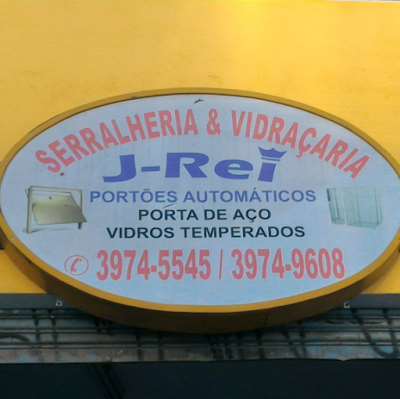 SERRALHERIA & VIDRAÇARIA
J-Rei
PORTÕES AUTOMÁTICOS
PORTA DE AÇO
VIDROS TEMPERADOS
3974-5545 / 3974-9608